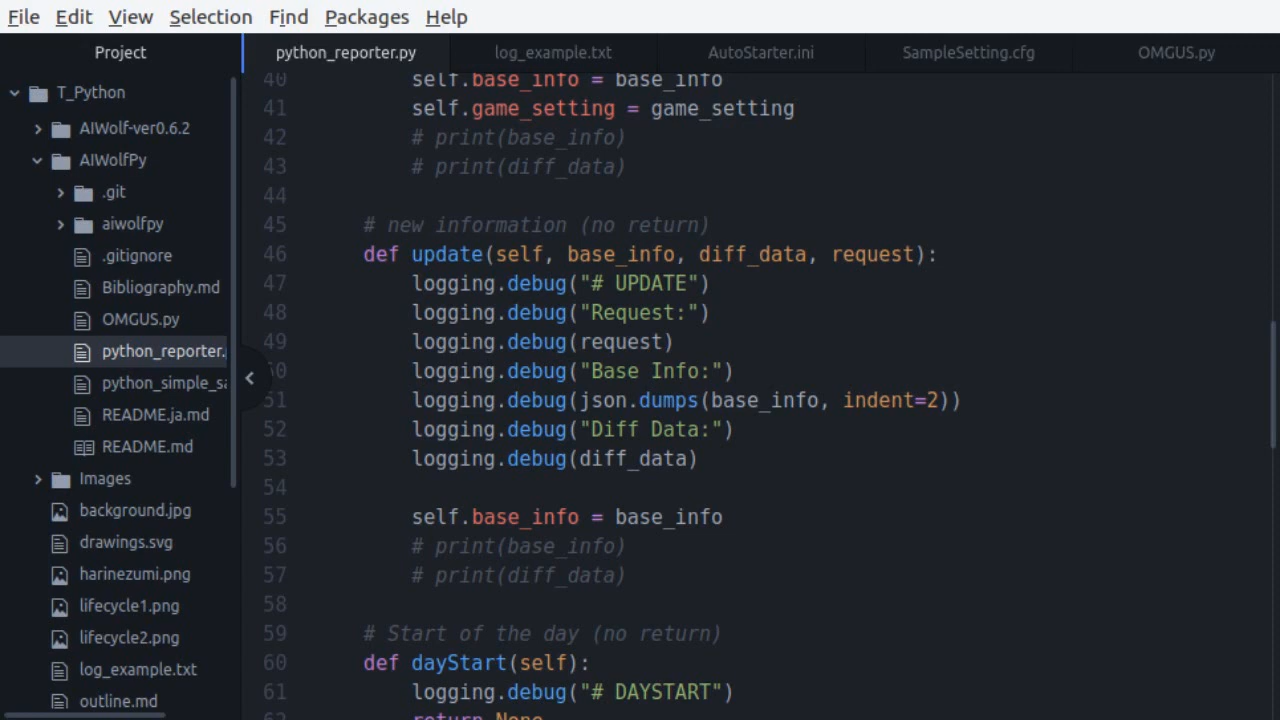 File Edit View Selection Find Packages Help
Project
python_reporter.py
log_example.txt
AutoStarter.ini
SampleSetting.cfg
OMGUS.py
T_Python
AIWolf-ver0.6.2
AIWolfPy
.git
aiwolfpy
.gitignore
Bibliography.md
OMGUS.py
python_reporter.
python_simple_sa
README.ja.md
README.md
Images
background.jpg
drawings.svg
harinezumi.png
lifecycle1.png
lifecycle2.png
log_example.txt
outline.md
40 self.base_info = base_info
41 self.game_setting = game_setting
42 # print(base_info)
43 # print(diff_data)
44
45 # new information (no return)
46 def update(self, base_info, diff_data, request):
47 logging.debug("# UPDATE")
48 logging.debug("Request:")
49 logging.debug(request)
50 logging.debug("Base Info:")
51 logging.debug(json.dumps(base_info, indent=2))
52 logging.debug("Diff Data:")
53 logging.debug(diff_data)
54
55 self.base_info = base_info
56 # print(base_info)
57 # print(diff_data)
58
59 # Start of the day (no return)
60 def dayStart(self):
61 logging.debug("# DAYSTART")
62 return None